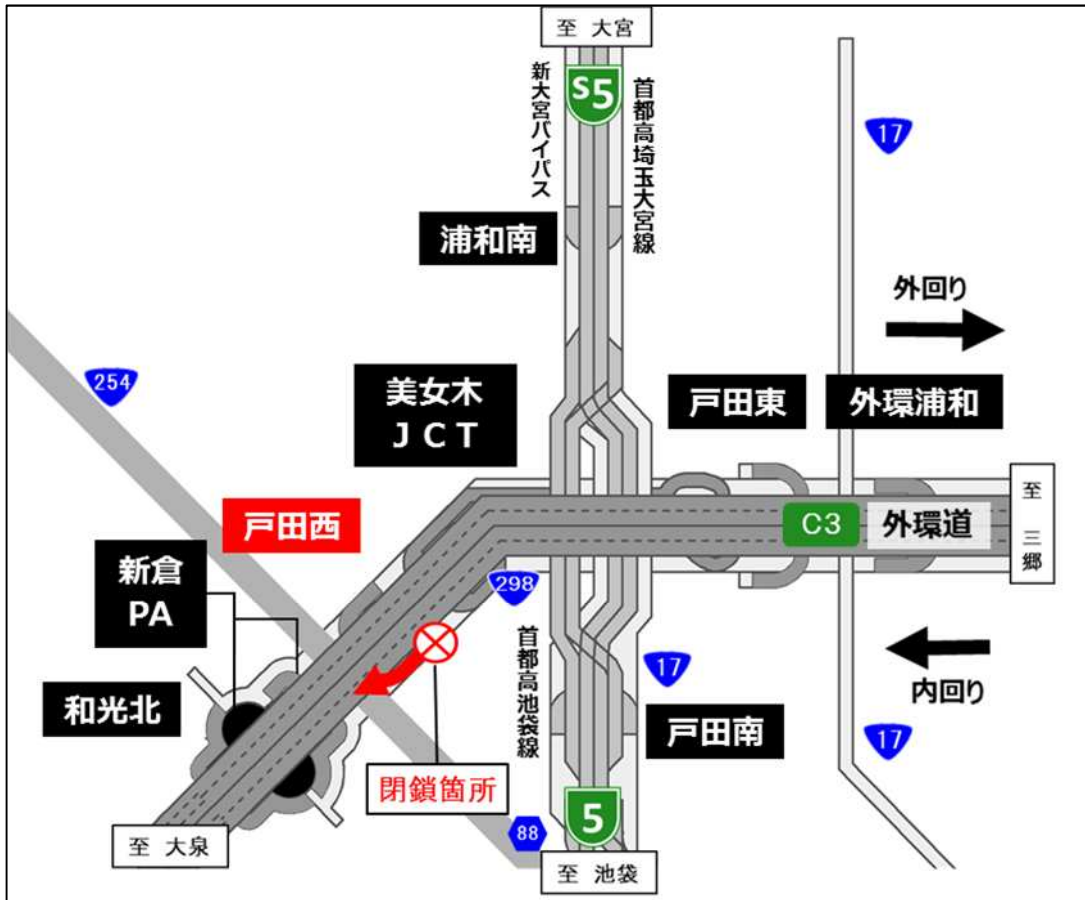 至 大宮
S5
新大宮バイパス
首都高埼玉大宮線
17
浦和南
外回り
254
美女木
JCT
戸田東
外環浦和
戸田西
C3
外環道
至 三郷
新倉
PA
298
首都高池袋線
17
内回り
和光北
戸田南
17
閉鎖箇所
5
88
至 大泉
至 池袋